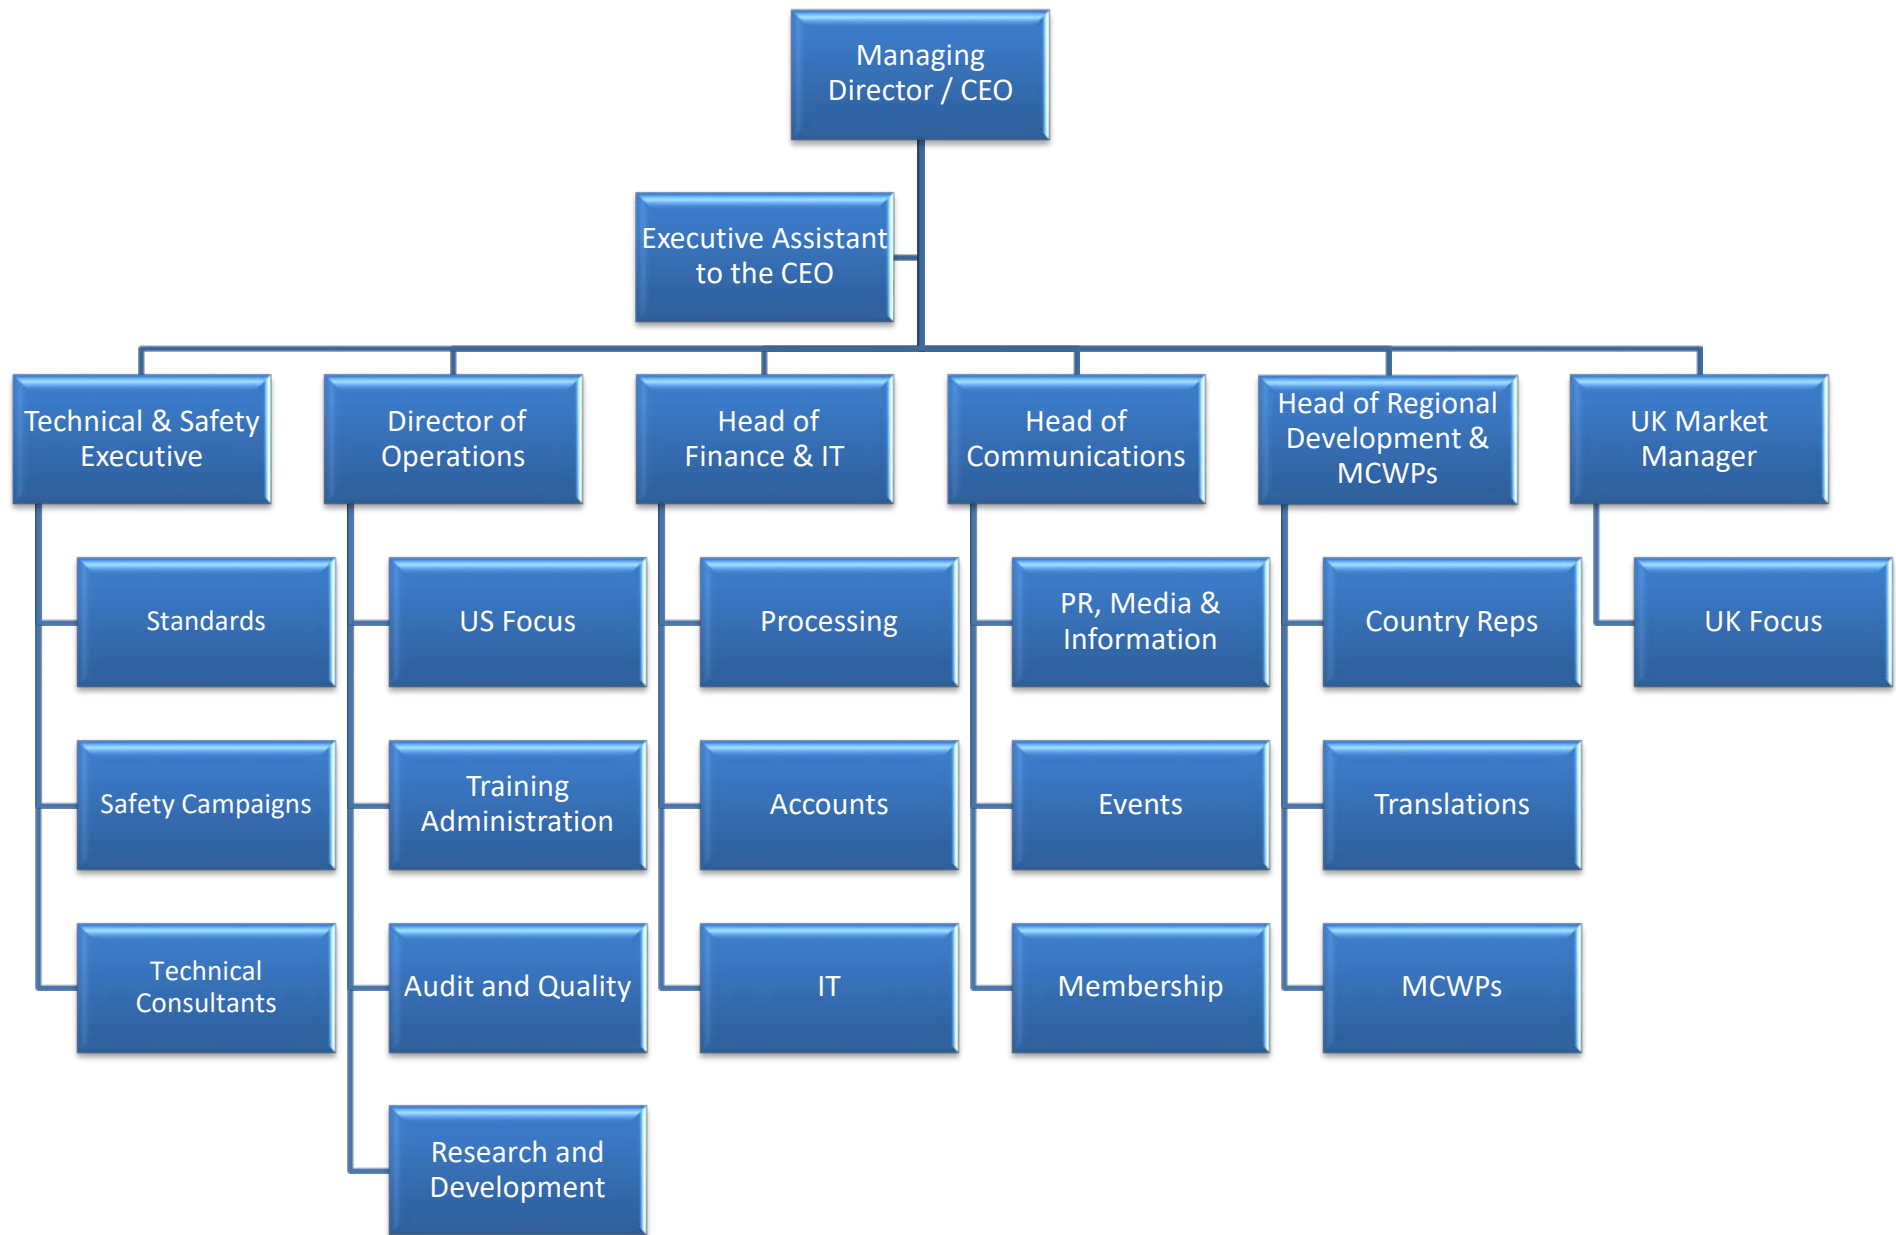 Managing
Director / CEO
Executive Assistant
to the CEO
Technical & Safety
Executive
Director of
Operations
Head of
Finance & IT
Head of
Communications
Head of Regional
Development &
MCWPs
UK Market
Manager
Standards
US Focus
Processing
PR, Media &
Information
Country Reps
UK Focus
Safety Campaigns
Training
Administration
Accounts
Events
Translations
Technical
Consultants
Audit and Quality
IT
Membership
MCWPs
Research and
Development